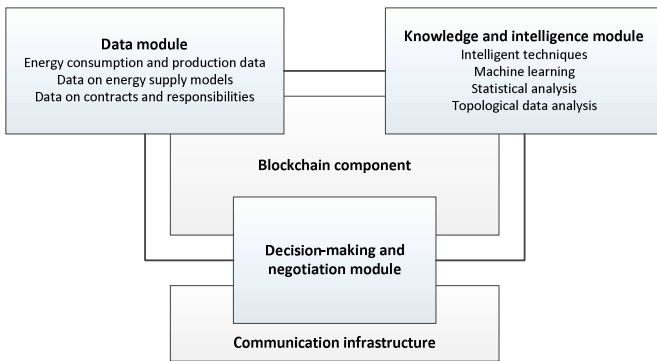 Data module
Energy consumption and production data
Data on energy supply models
Data on contracts and responsibilities
Knowledge and intelligence module
Intelligent techniques
Machine learning
Statistical analysis
Topological data analysis
Blockchain component
Decision-making and
negotiation module
Communication infrastructure